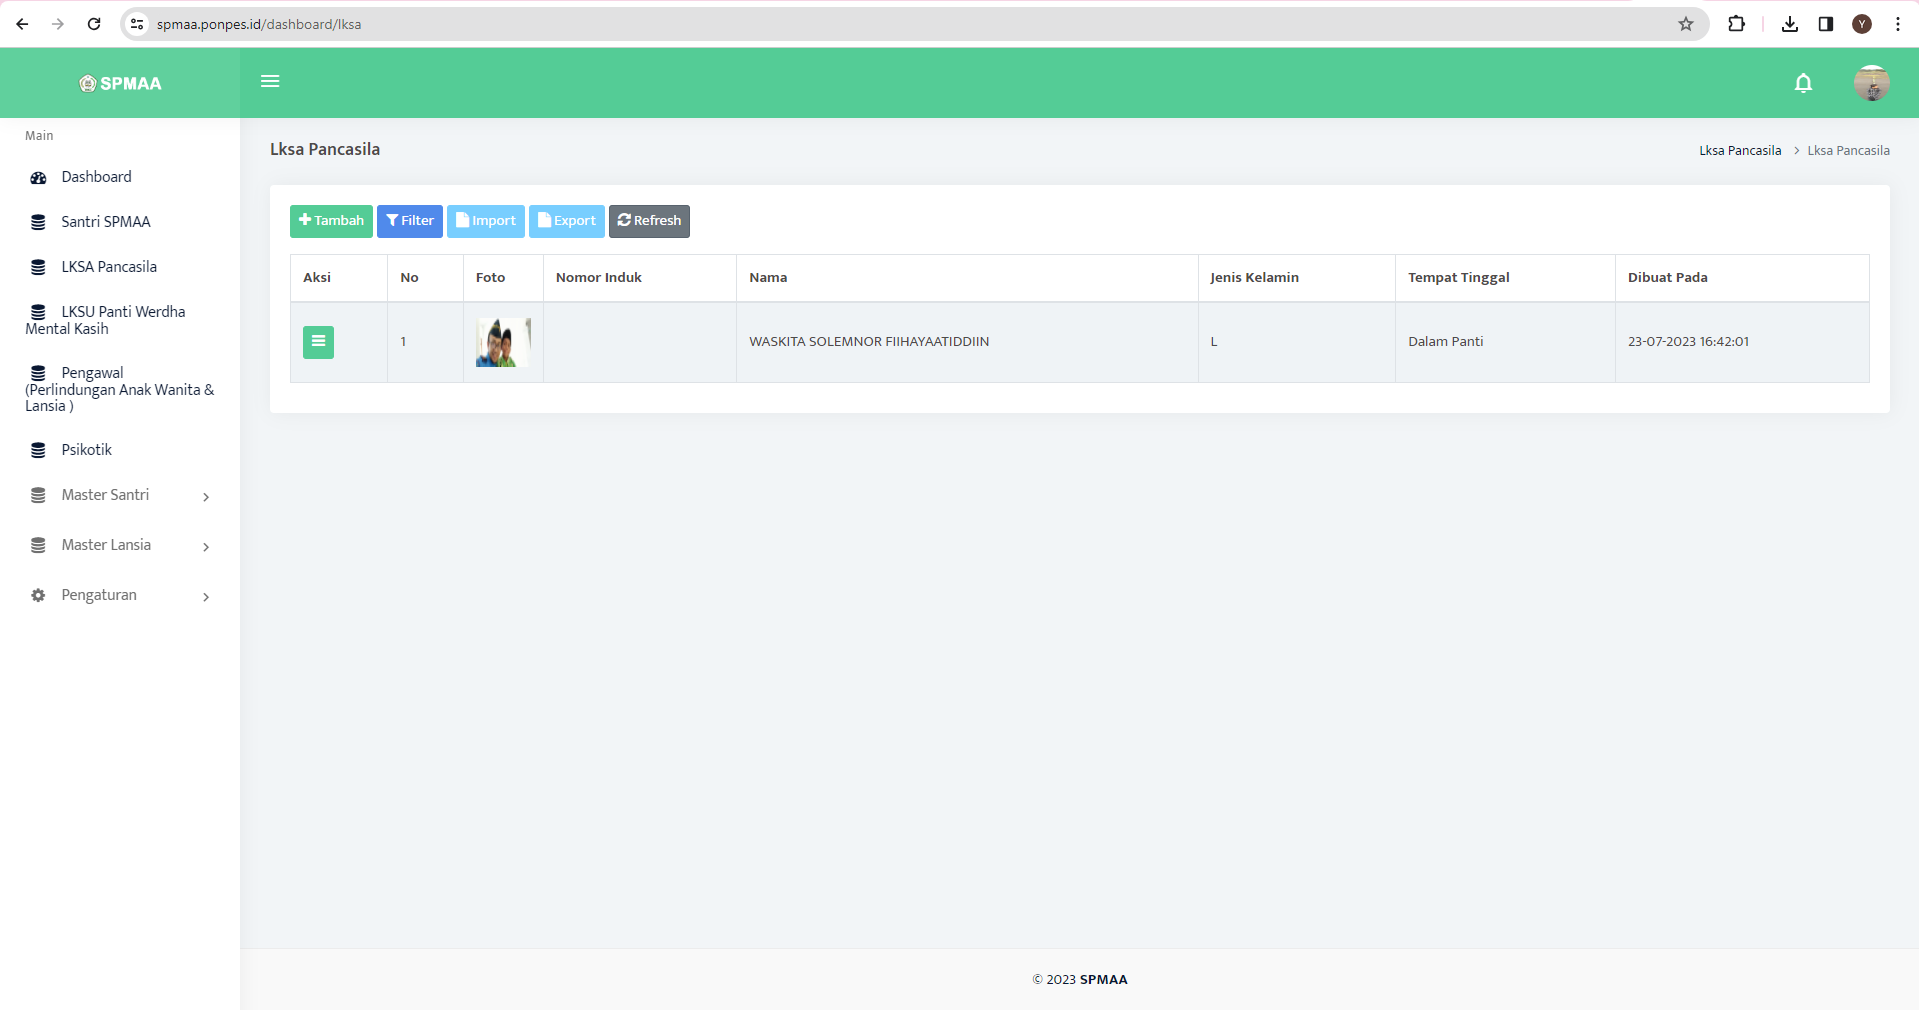 spmaa.ponpes.id/dashboard/lksa
Y
SPMAA
Main
Dashboard
Santri SPMAA
LKSA Pancasila
LKSU Panti Werdha
Mental Kasih
Pengawal
(Perlindungan Anak Wanita &
Lansia )
Psikotik
Master Santri
Master Lansia
Pengaturan
Lksa Pancasila
Lksa Pancasila > Lksa Pancasila
Tambah Filter Import Export Refresh
Aksi No Foto Nomor Induk Nama Jenis Kelamin Tempat Tinggal Dibuat Pada
1 WASKITA SOLEMNOR FIIHAYAATIDDIIN L Dalam Panti 23-07-2023 16:42:01
© 2023 SPMAA